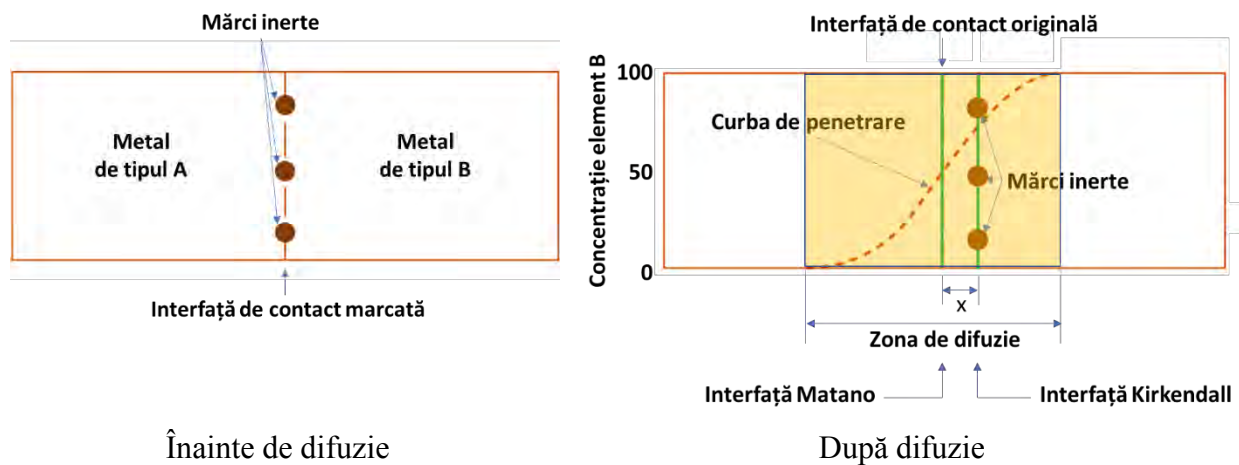 Mărci inerte
Metal
de tipul A
Metal
de tipul B
Interfață de contact marcată
Înainte de difuzie
Interfață de contact originală
Concentrație element B
100
50
0
Curba de penetrare
Mărci inerte
X
Zona de difuzie
Interfață Matano
Interfață Kirkendall
După difuzie